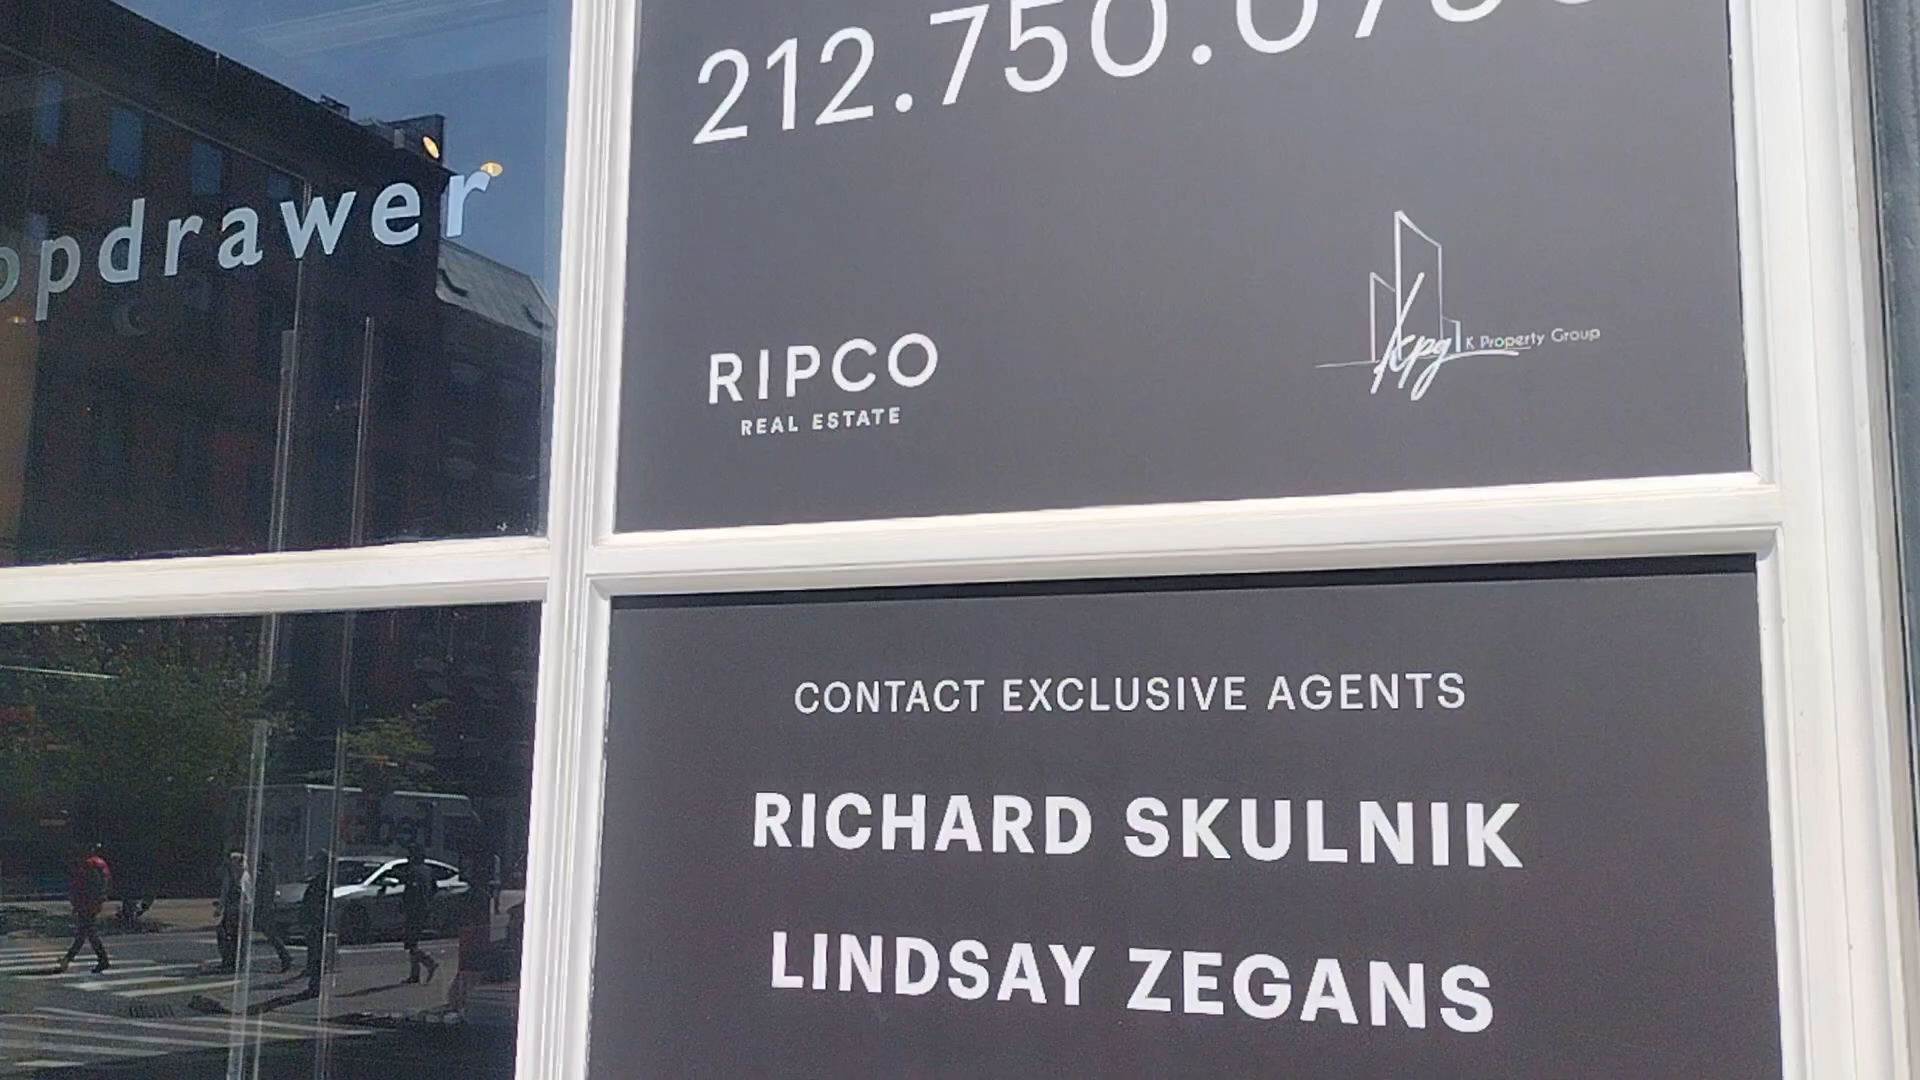 212.750.
opdrawer
RIPCO
REAL ESTATE
kpg K Property Group
CONTACT EXCLUSIVE AGENTS
RICHARD SKULNIK
LINDSAY ZEGANS